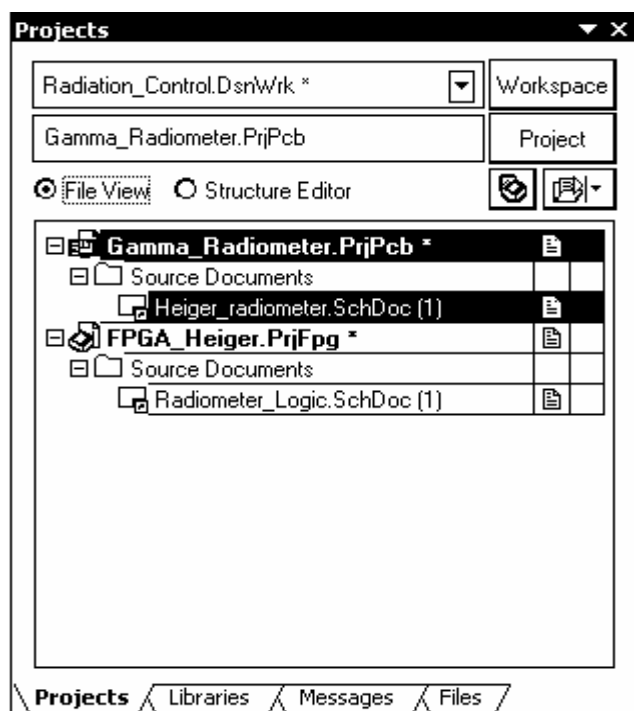 Projects
Radiation_Control.DsnWrk *
Workspace
Gamma_Radiometer.PrjPcb
Project
File View
Structure Editor
Gamma_Radiometer.PrjPcb *
Source Documents
Heiger_radiometer.SchDoc (1)
FPGA_Heiger.PrjFpg *
Source Documents
Radiometer_Logic.SchDoc (1)
Projects Libraries Messages Files